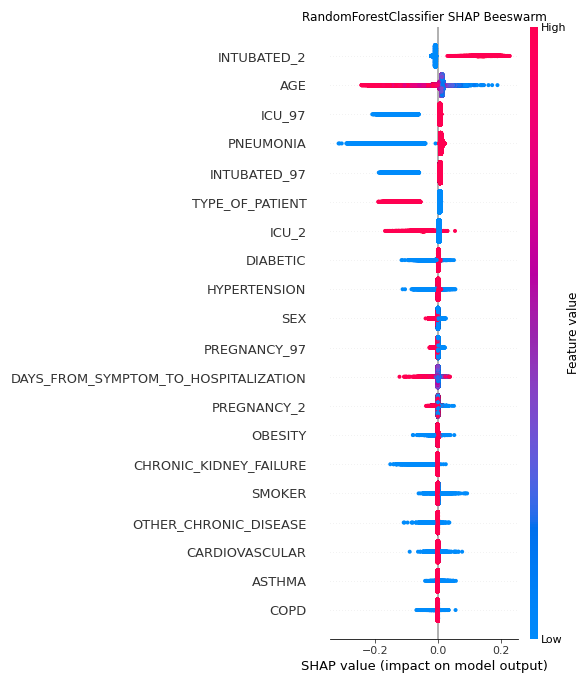 RandomForestClassifier SHAP Beeswarm
High
INTUBATED_2
AGE
ICU_97
PNEUMONIA
INTUBATED_97
TYPE_OF_PATIENT
ICU_2
DIABETIC
HYPERTENSION
SEX
PREGNANCY_97
DAYS_FROM_SYMPTOM_TO_HOSPITALIZATION
PREGNANCY_2
OBESITY
CHRONIC_KIDNEY_FAILURE
SMOKER
OTHER_CHRONIC_DISEASE
CARDIOVASCULAR
ASTHMA
COPD
Feature value
Low
−0.2 0.0 0.2
SHAP value (impact on model output)